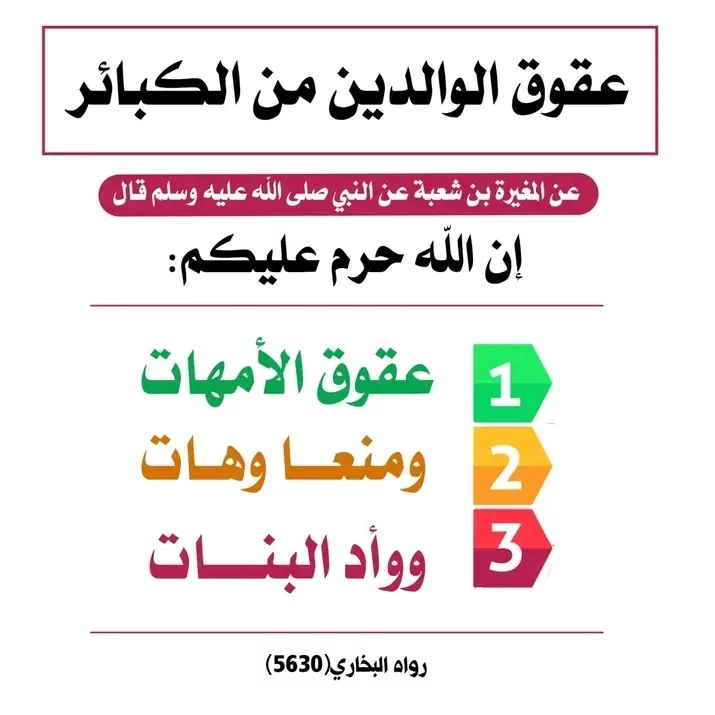 عقوق الوالدين من الكبائر
عن المغيرة بن شعبة عن النبي صلى الله عليه وسلم قال
إن الله حرم عليكم:
1 عقوق الأمهات
2 ومنعا وهات
3 ووأد البنات
رواه البخاري(5630)